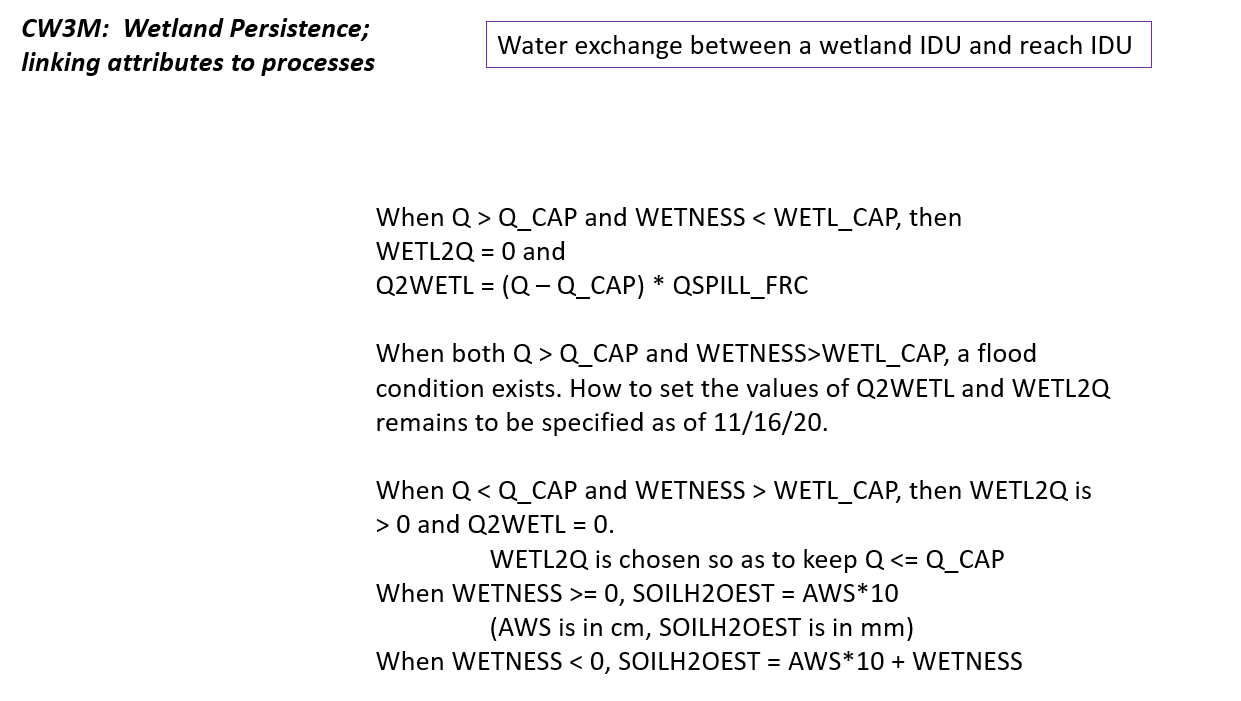 CW3M:  Wetland Persistence;
linking attributes to processes
Water exchange between a wetland IDU and reach IDU
When Q > Q_CAP and WETNESS < WETL_CAP, then
WETL2Q = 0 and
Q2WETL = (Q – Q_CAP) * QSPILL_FRC
When both Q > Q_CAP and WETNESS>WETL_CAP, a flood
condition exists. How to set the values of Q2WETL and WETL2Q
remains to be specified as of 11/16/20.
When Q < Q_CAP and WETNESS > WETL_CAP, then WETL2Q is
> 0 and Q2WETL = 0.
WETL2Q is chosen so as to keep Q <= Q_CAP
When WETNESS >= 0, SOILH2OEST = AWS*10
(AWS is in cm, SOILH2OEST is in mm)
When WETNESS < 0, SOILH2OEST = AWS*10 + WETNESS